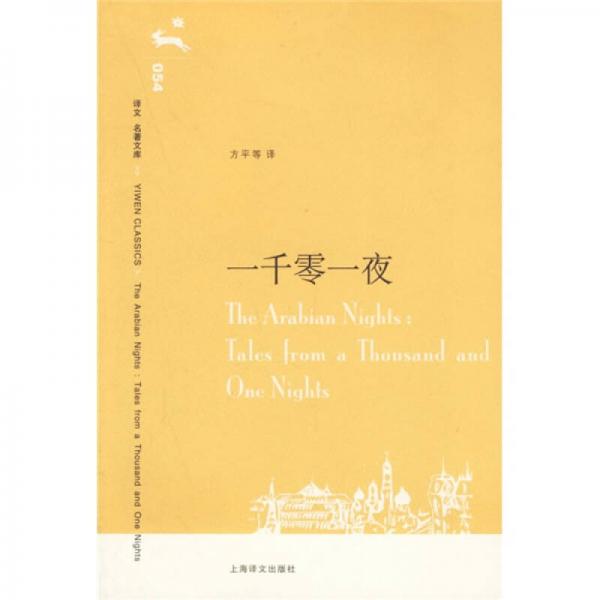 054
译文 名著文库 > YIWEN CLASSICS > The Arabian Nights : Tales from a Thousand and One Nights
方平等 译
一千零一夜
The Arabian Nights :
Tales from a Thousand and
One Nights
上海译文出版社